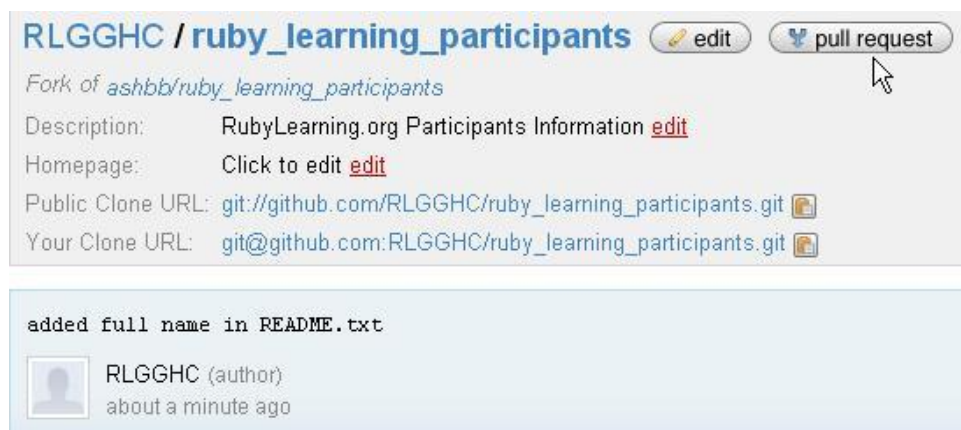 RLGGHC / ruby_learning_participants edit pull request
Fork of ashbb/ruby_learning_participants
Description: RubyLearning.org Participants Information edit
Homepage: Click to edit edit
Public Clone URL: git://github.com/RLGGHC/ruby_learning_participants.git
Your Clone URL: git@github.com:RLGGHC/ruby_learning_participants.git
added full name in README.txt
RLGGHC (author)
about a minute ago